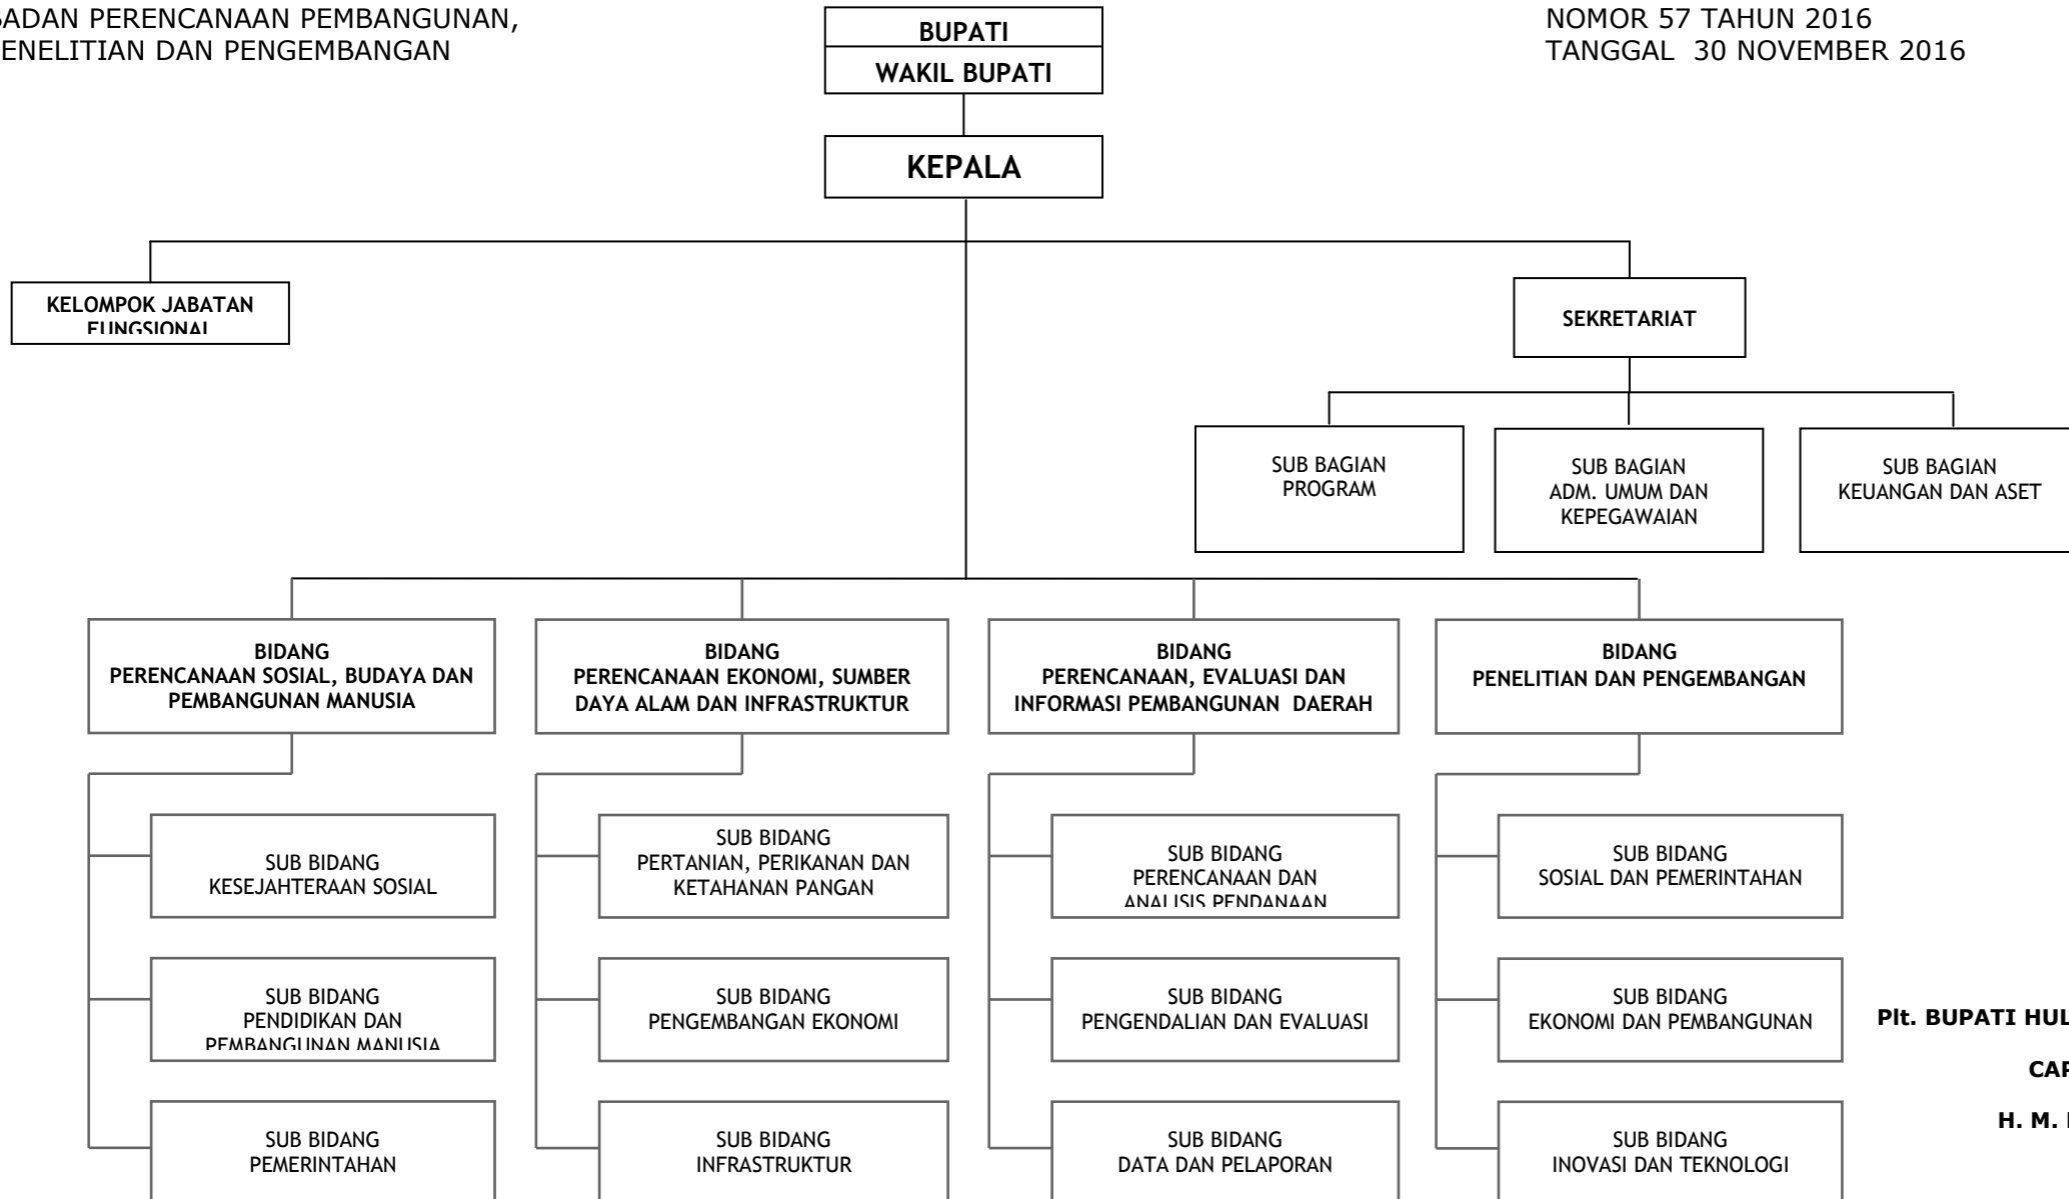 BADAN PERENCANAAN PEMBANGUNAN,
PENELITIAN DAN PENGEMBANGAN
NOMOR 57 TAHUN 2016
TANGGAL 30 NOVEMBER 2016
BUPATI
WAKIL BUPATI
KEPALA
KELOMPOK JABATAN
FUNGSIONAL
SEKRETARIAT
SUB BAGIAN
PROGRAM
SUB BAGIAN
ADM. UMUM DAN
KEPEGAWAIAN
SUB BAGIAN
KEUANGAN DAN ASET
BIDANG
PERENCANAAN SOSIAL, BUDAYA DAN
PEMBANGUNAN MANUSIA
BIDANG
PERENCANAAN EKONOMI, SUMBER
DAYA ALAM DAN INFRASTRUKTUR
BIDANG
PERENCANAAN, EVALUASI DAN
INFORMASI PEMBANGUNAN DAERAH
BIDANG
PENELITIAN DAN PENGEMBANGAN
SUB BIDANG
KESEJAHTERAAN SOSIAL
SUB BIDANG
PERTANIAN, PERIKANAN DAN
KETAHANAN PANGAN
SUB BIDANG
PERENCANAAN DAN
ANALISIS PENDANAAN
SUB BIDANG
SOSIAL DAN PEMERINTAHAN
SUB BIDANG
PENDIDIKAN DAN
PEMBANGUNAN MANUSIA
SUB BIDANG
PENGEMBANGAN EKONOMI
SUB BIDANG
PENGENDALIAN DAN EVALUASI
SUB BIDANG
EKONOMI DAN PEMBANGUNAN
SUB BIDANG
PEMERINTAHAN
SUB BIDANG
INFRASTRUKTUR
SUB BIDANG
DATA DAN PELAPORAN
SUB BIDANG
INOVASI DAN TEKNOLOGI
Plt. BUPATI
H. M.